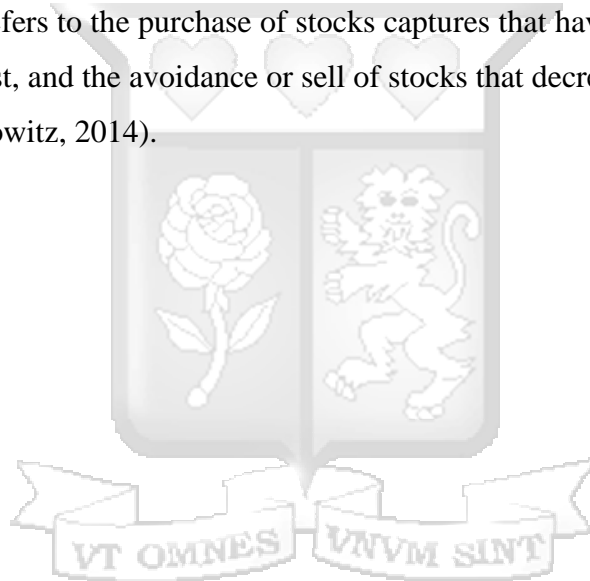 fers to the purchase of stocks captures that hav
st, and the avoidance or sell of stocks that decre
owitz, 2014).
VT OMNES VNVM SINT